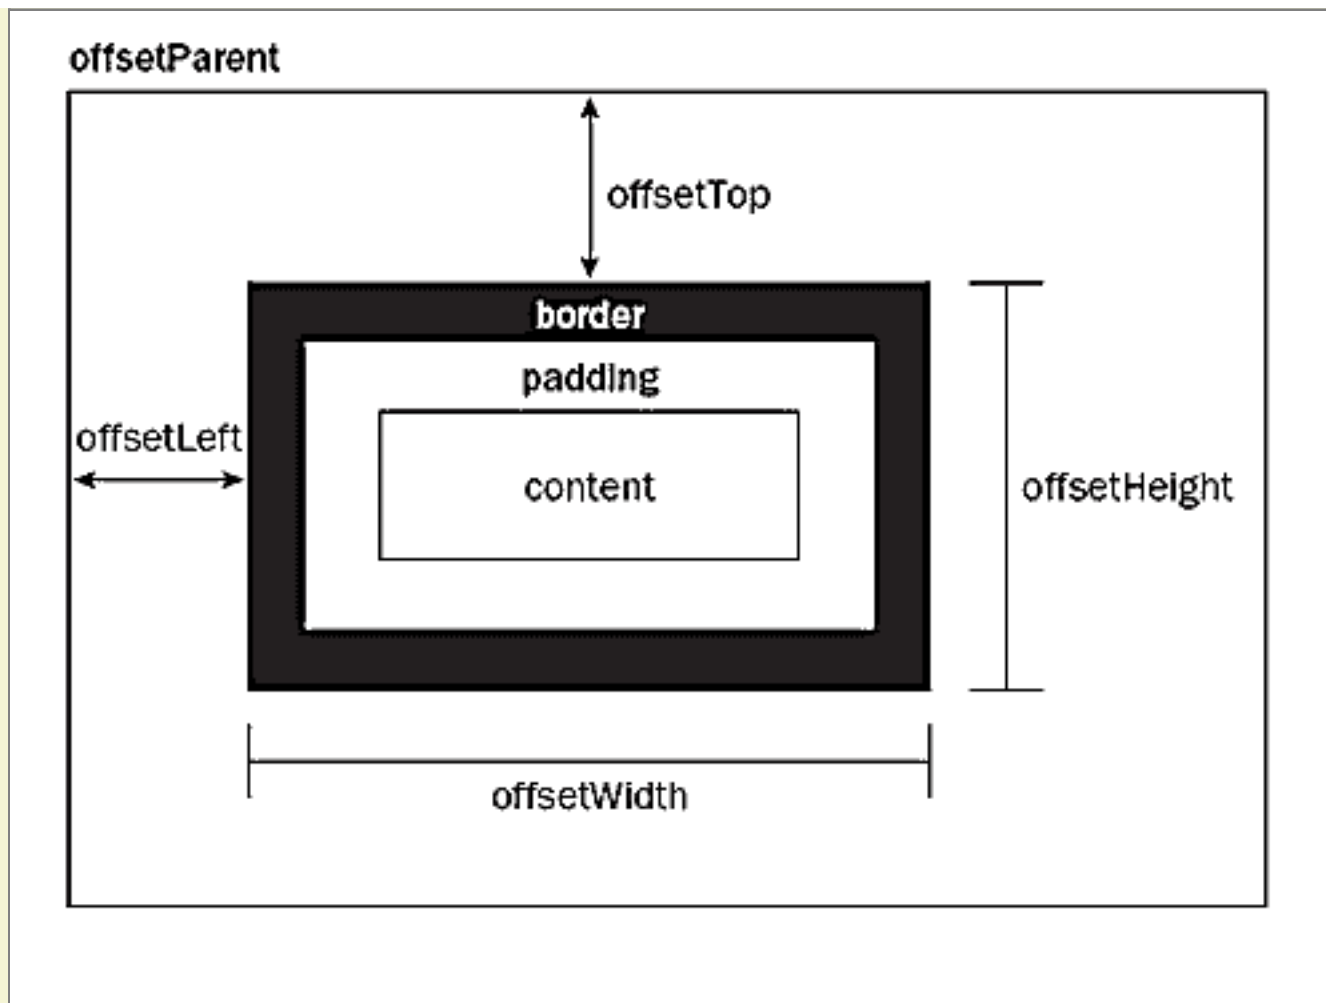 offsetParent
offsetTop
border
padding
offsetLeft
content
offsetHeight
offsetWidth